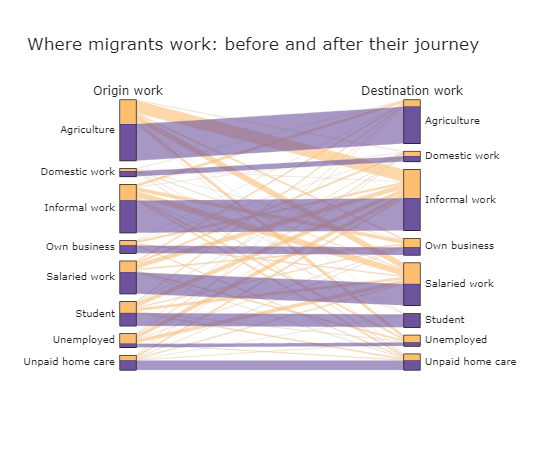 Where migrants work: before and after their journey
Origin work
Destination work
Agriculture
Domestic work
Informal work
Own business
Salaried work
Student
Unemployed
Unpaid home care
Agriculture
Domestic work
Informal work
Own business
Salaried work
Student
Unemployed
Unpaid home care